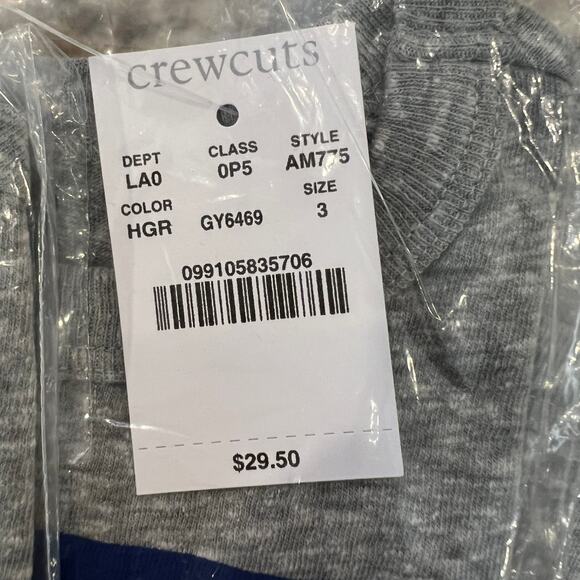 crewcuts
DEPT CLASS STYLE
LA0 0P5 AM775
COLOR SIZE
HGR GY6469 3
099105835706
$29.50